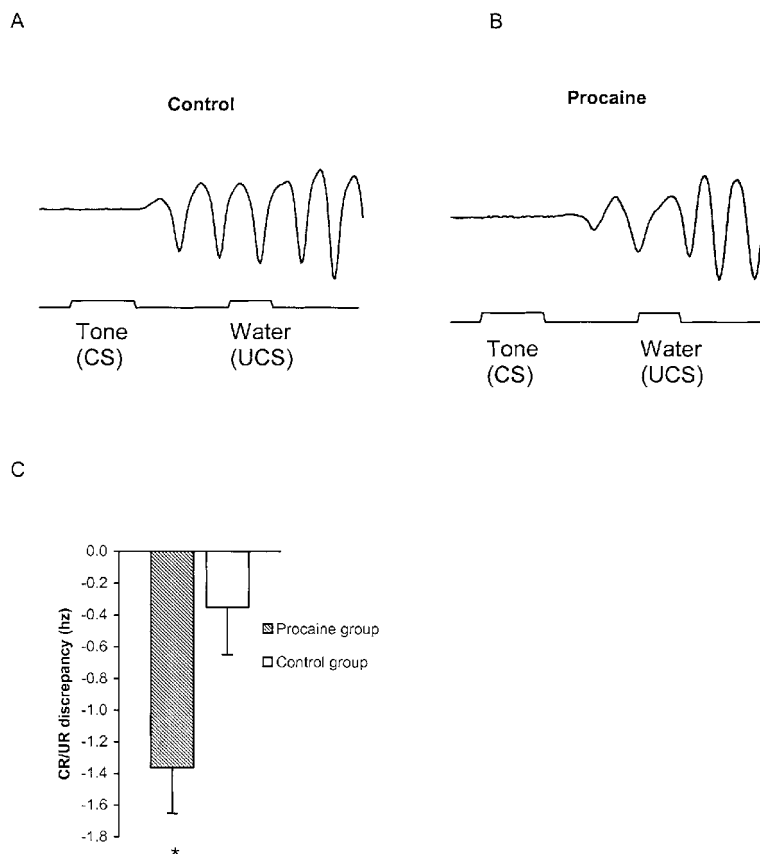 A
B
Control
Procaine
Tone
(CS)
Water
(UCS)
Tone
(CS)
Water
(UCS)
C
0.0
-0.2
-0.4
-0.6
-0.8
-1.0
-1.2
-1.4
-1.6
-1.8
CR/UR discrepancy (hz)
Procaine group
Control group
*